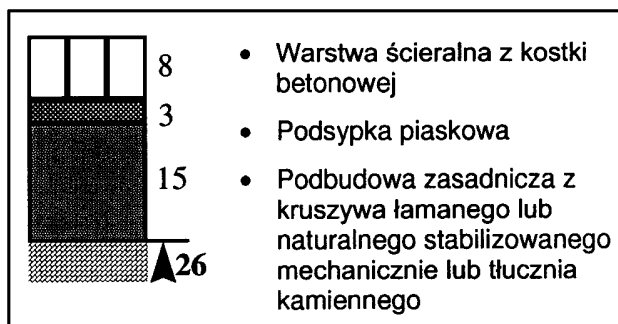 8
3
15
26
• Warstwa ścieralna z kostki
betonowej
• Podsypka piaskowa
• Podbudowa zasadnicza z
kruszywa łamanego lub
naturalnego stabilizowanego
mechanicznie lub tłucznia
kamiennego